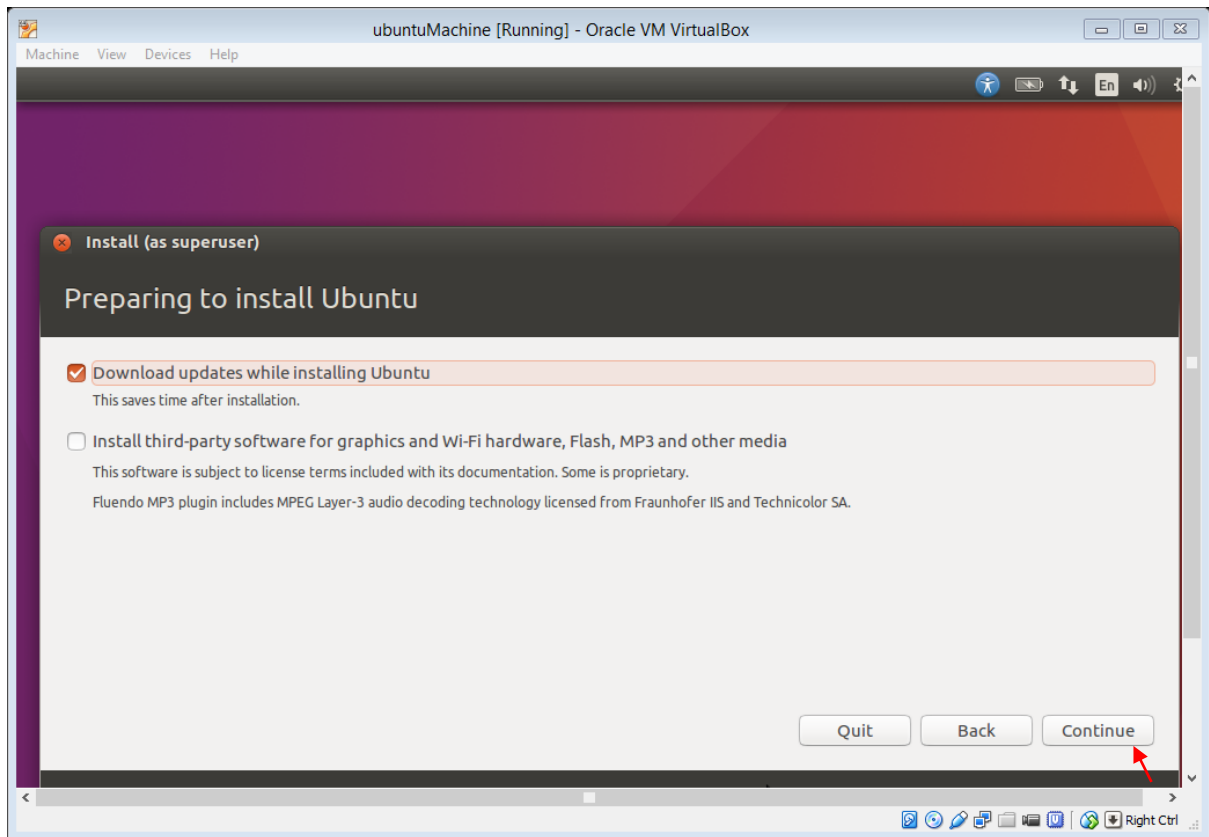 ubuntuMachine [Running] - Oracle VM VirtualBox
Machine View Devices Help
En
Install (as superuser)
Preparing to install Ubuntu
Download updates while installing Ubuntu
This saves time after installation.
Install third-party software for graphics and Wi-Fi hardware, Flash, MP3 and other media
This software is subject to license terms included with its documentation. Some is proprietary.
Fluendo MP3 plugin includes MPEG Layer-3 audio decoding technology licensed from Fraunhofer IIS and Technicolor SA.
Quit Back Continue
Right Ctrl